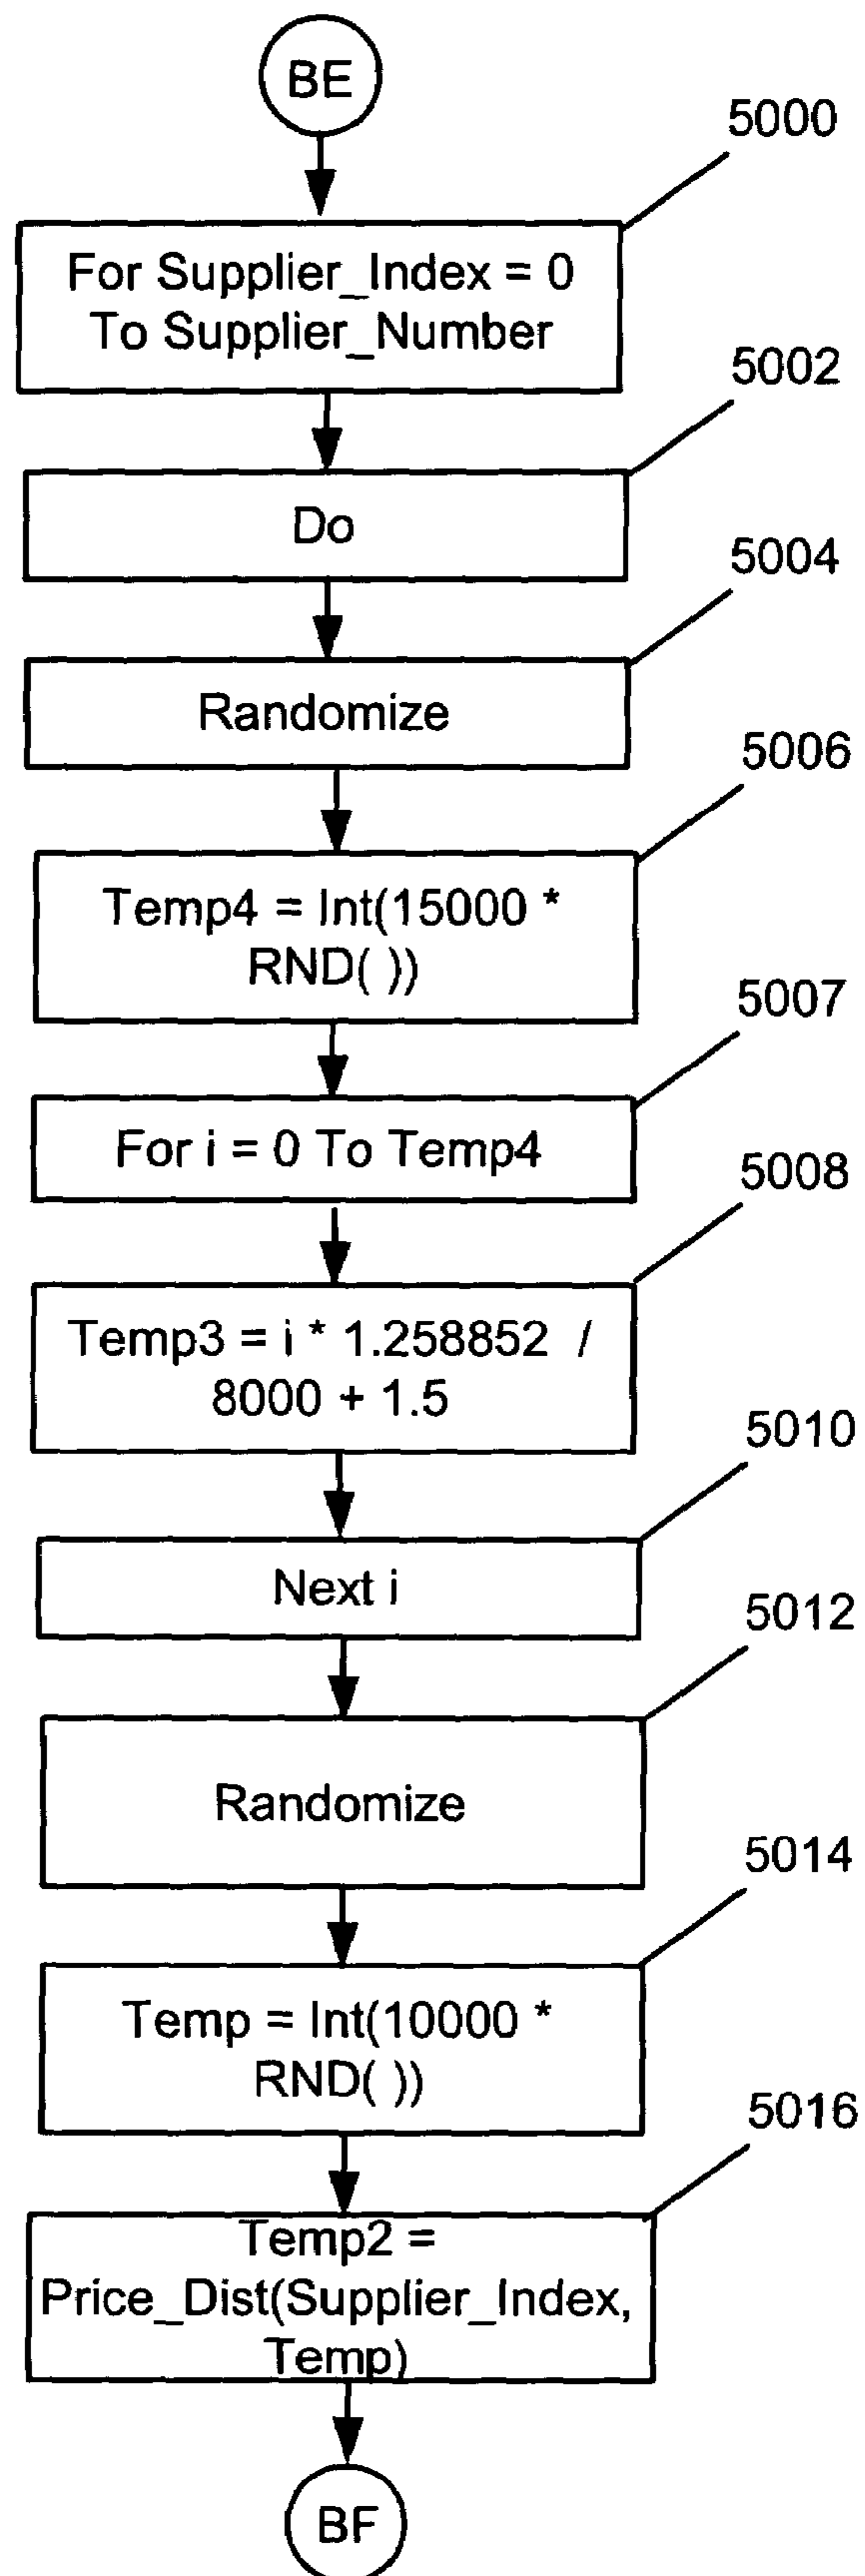 BE
5000
For Supplier_Index = 0
To Supplier_Number
5002
Do
5004
Randomize
5006
Temp4 = Int(15000 *
RND( ))
5007
For i = 0 To Temp4
5008
Temp3 = i * 1.258852 /
8000 + 1.5
5010
Next i
5012
Randomize
5014
Temp = Int(10000 *
RND( ))
5016
Temp2 =
Price_Dist(Supplier_Index,
Temp)
BF